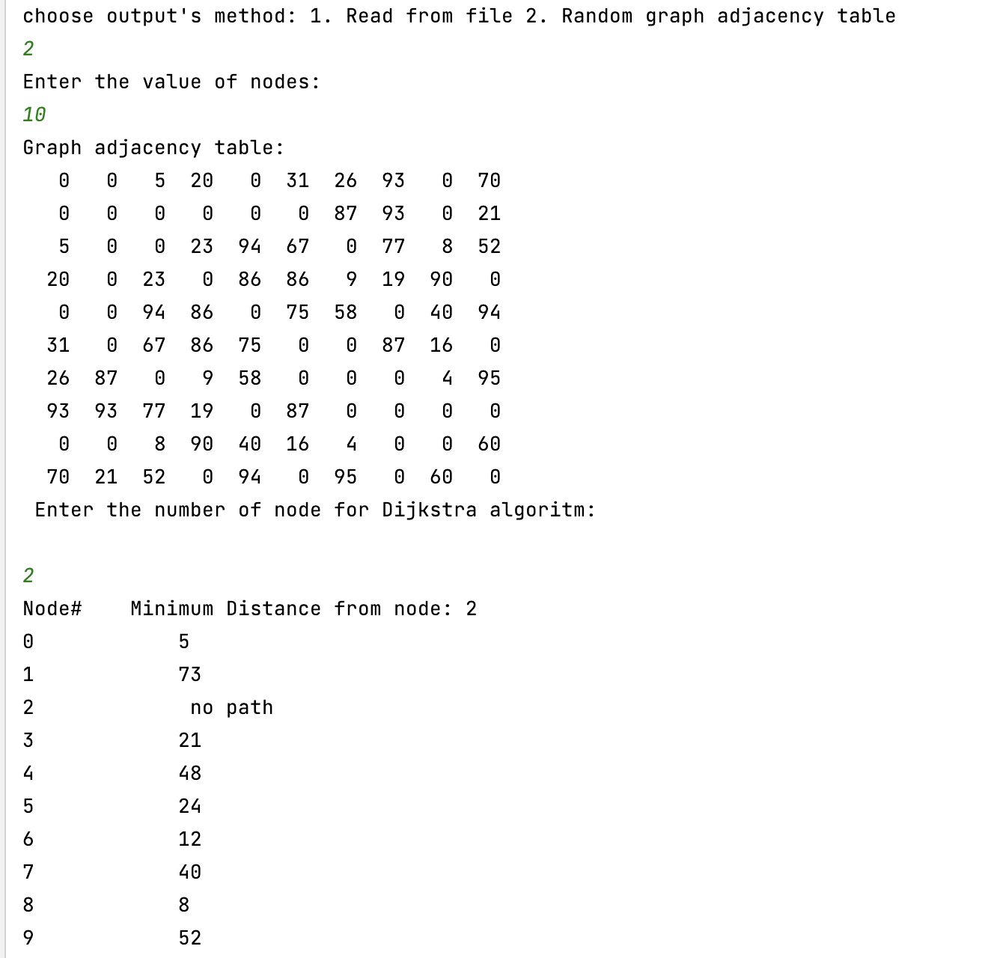 choose output's method: 1. Read from file 2. Random graph adjacency table
2
Enter the value of nodes:
10
Graph adjacency table:
0 0 5 20 0 31 26 93 0 70
0 0 0 0 0 0 87 93 0 21
5 0 0 23 94 67 0 77 8 52
20 0 23 0 86 86 9 19 90 0
0 0 94 86 0 75 58 0 40 94
31 0 67 86 75 0 0 87 16 0
26 87 0 9 58 0 0 0 4 95
93 93 77 19 0 87 0 0 0 0
0 0 8 90 40 16 4 0 0 60
70 21 52 0 94 0 95 0 60 0
Enter the number of node for Dijkstra algoritm:
2
Node# Minimum Distance from node: 2
0 5
1 73
2 no path
3 21
4 48
5 24
6 12
7 40
8 8
9 52